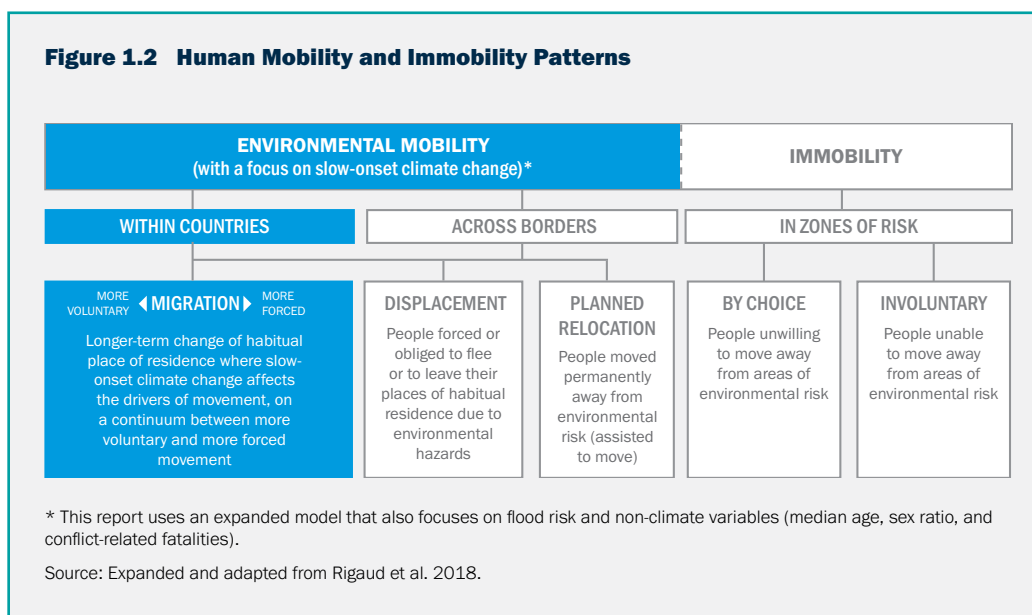 Figure 1.2 Human Mobility and Immobility Patterns
ENVIRONMENTAL MOBILITY
(with a focus on slow-onset climate change)*
IMMOBILITY
WITHIN COUNTRIES
ACROSS BORDERS
IN ZONES OF RISK
MORE VOLUNTARY ◀MIGRATION▶ MORE FORCED
Longer-term change of habitual
place of residence where slow-
onset climate change affects
the drivers of movement, on
a continuum between more
voluntary and more forced
movement
DISPLACEMENT
People forced or
obliged to flee
or to leave their
places of habitual
residence due to
environmental
hazards
PLANNED
RELOCATION
People moved
permanently
away from
environmental
risk (assisted
to move)
BY CHOICE
People unwilling
to move away
from areas of
environmental risk
INVOLUNTARY
People unable
to move away
from areas of
environmental risk
* This report uses an expanded model that also focuses on flood risk and non-climate variables (median age, sex ratio, and
conflict-related fatalities).
Source: Expanded and adapted from Rigaud et al. 2018.